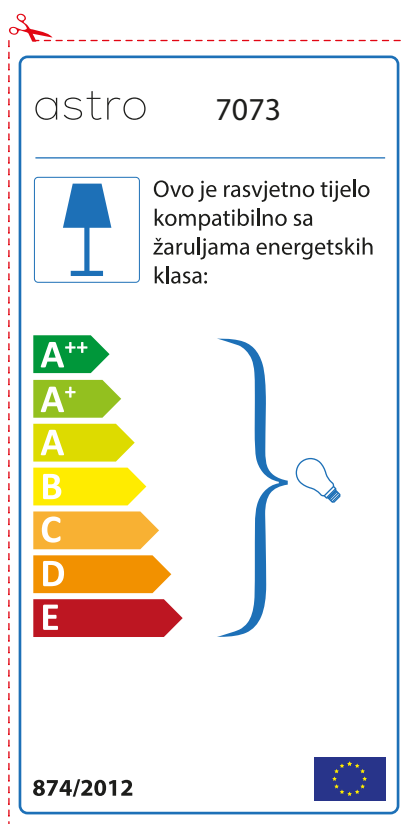 astro 7073
Ovo je rasvjetno tijelo
kompatibilno sa
žaruljama energetskih
klasa:
A++
A+
A
B
C
D
E
874/2012